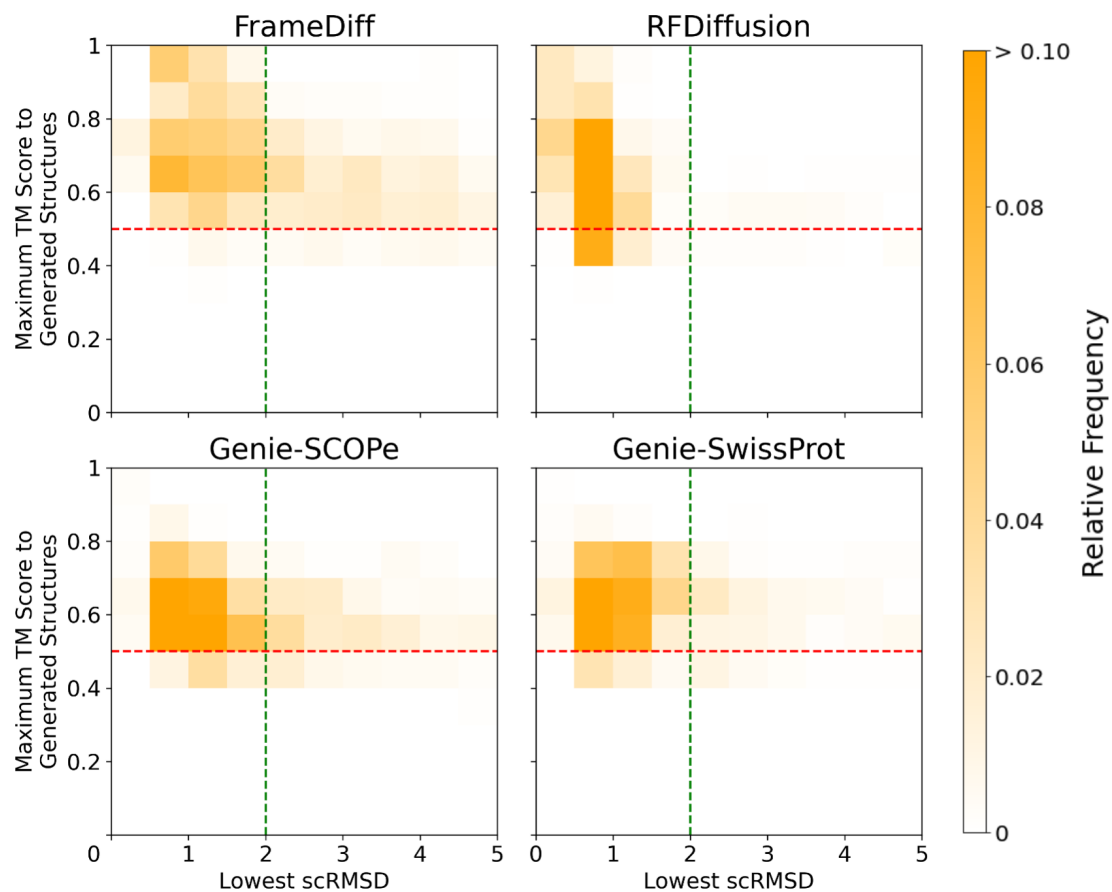 FrameDiff
RFDiffusion
Maximum TM Score to
Generated Structures
1
0.8
0.6
0.4
0.2
0
> 0.10
0.08
0.06
0.04
0.02
0
Relative Frequency
Genie-SCOPe
Genie-SwissProt
Maximum TM Score to
Generated Structures
1
0.8
0.6
0.4
0.2
0 1 2 3 4 5
0 1 2 3 4 5
Lowest scRMSD
Lowest scRMSD